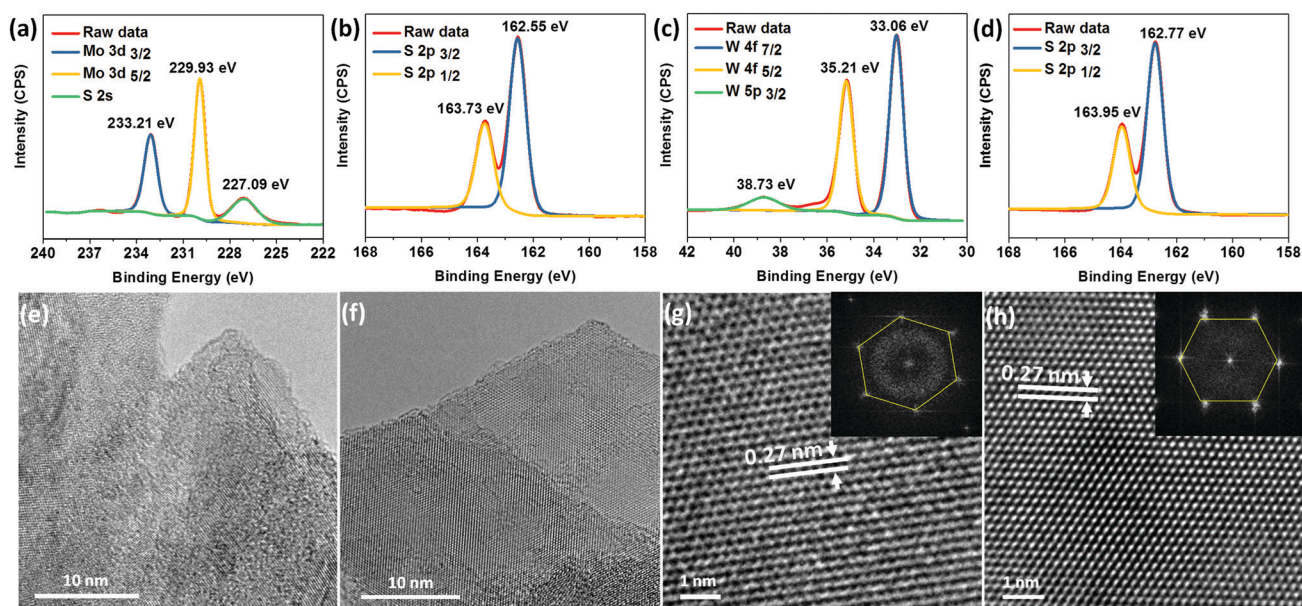 (a)
Raw data
Mo 3d 3/2
Mo 3d 5/2
S 2s
229.93 eV
233.21 eV
227.09 eV
Intensity (CPS)
240 237 234 231 228 225 222
Binding Energy (eV)
(b)
Raw data
S 2p 3/2
S 2p 1/2
162.55 eV
163.73 eV
Intensity (CPS)
168 166 164 162 160 158
Binding Energy (eV)
(c)
Raw data
W 4f 7/2
W 4f 5/2
W 5p 3/2
33.06 eV
35.21 eV
38.73 eV
Intensity (CPS)
42 40 38 36 34 32 30
Binding Energy (eV)
(d)
Raw data
S 2p 3/2
S 2p 1/2
162.77 eV
163.95 eV
Intensity (CPS)
168 166 164 162 160 158
Binding Energy (eV)
(e)
10 nm
(f)
10 nm
(g)
0.27 nm
1 nm
(h)
0.27 nm
1 nm